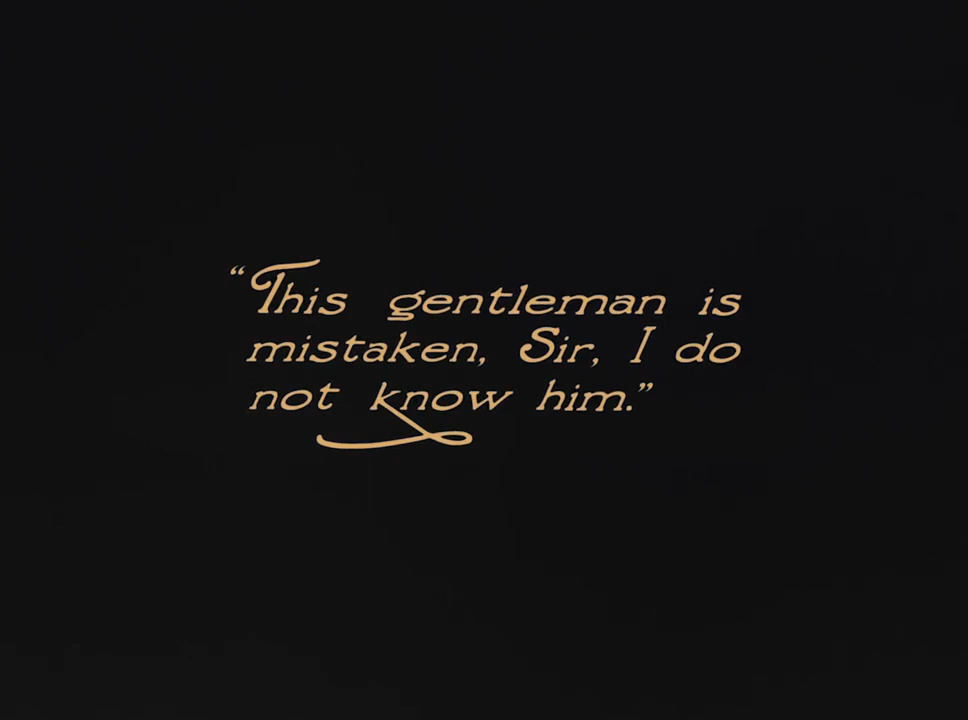 “This gentleman is
mistaken, Sir, I do
not know him.”